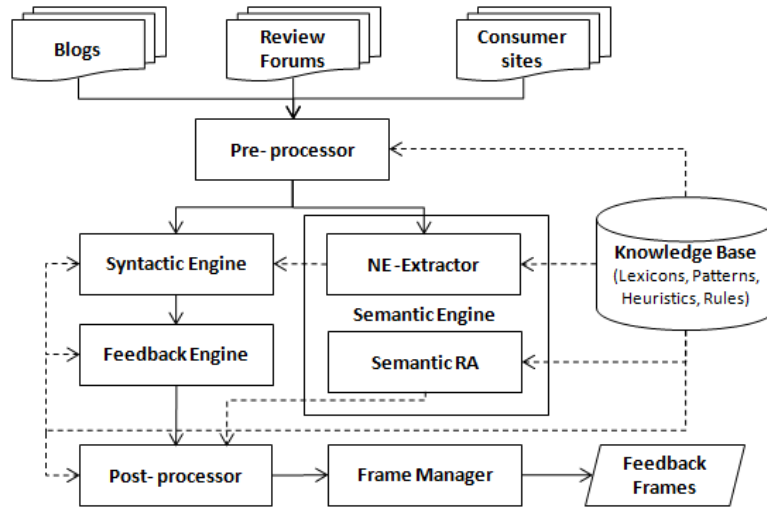 Blogs
Review
Forums
Consumer
sites
Pre- processor
Syntactic Engine
NE-Extractor
Knowledge Base
(Lexicons, Patterns,
Heuristics, Rules)
Semantic Engine
Feedback Engine
Semantic RA
Post- processor
Frame Manager
Feedback
Frames